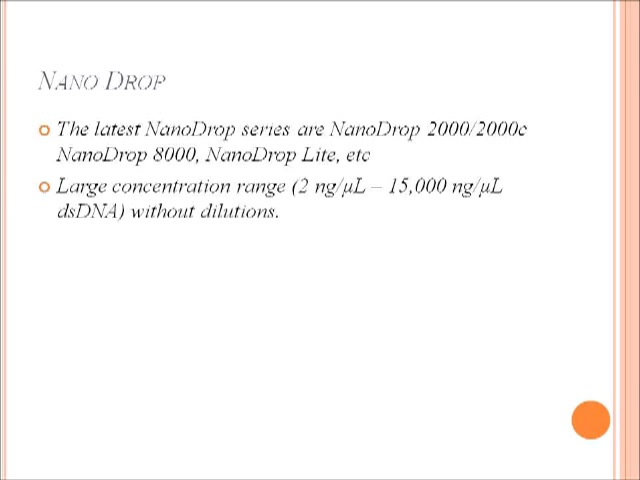 NANO DROP
The latest NanoDrop series are NanoDrop 2000/2000c
NanoDrop 8000, NanoDrop Lite, etc
Large concentration range (2 ng/µL – 15,000 ng/µL
dsDNA) without dilutions.